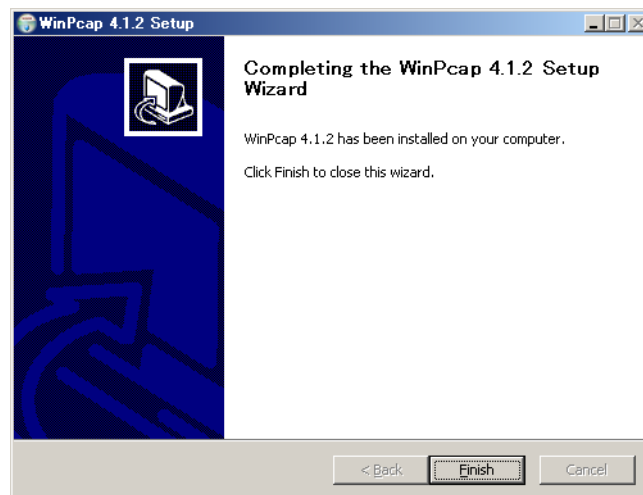 WinPcap 4.1.2 Setup
Completing the WinPcap 4.1.2 Setup
Wizard
WinPcap 4.1.2 has been installed on your computer.
Click Finish to close this wizard.
< Back
Finish
Cancel